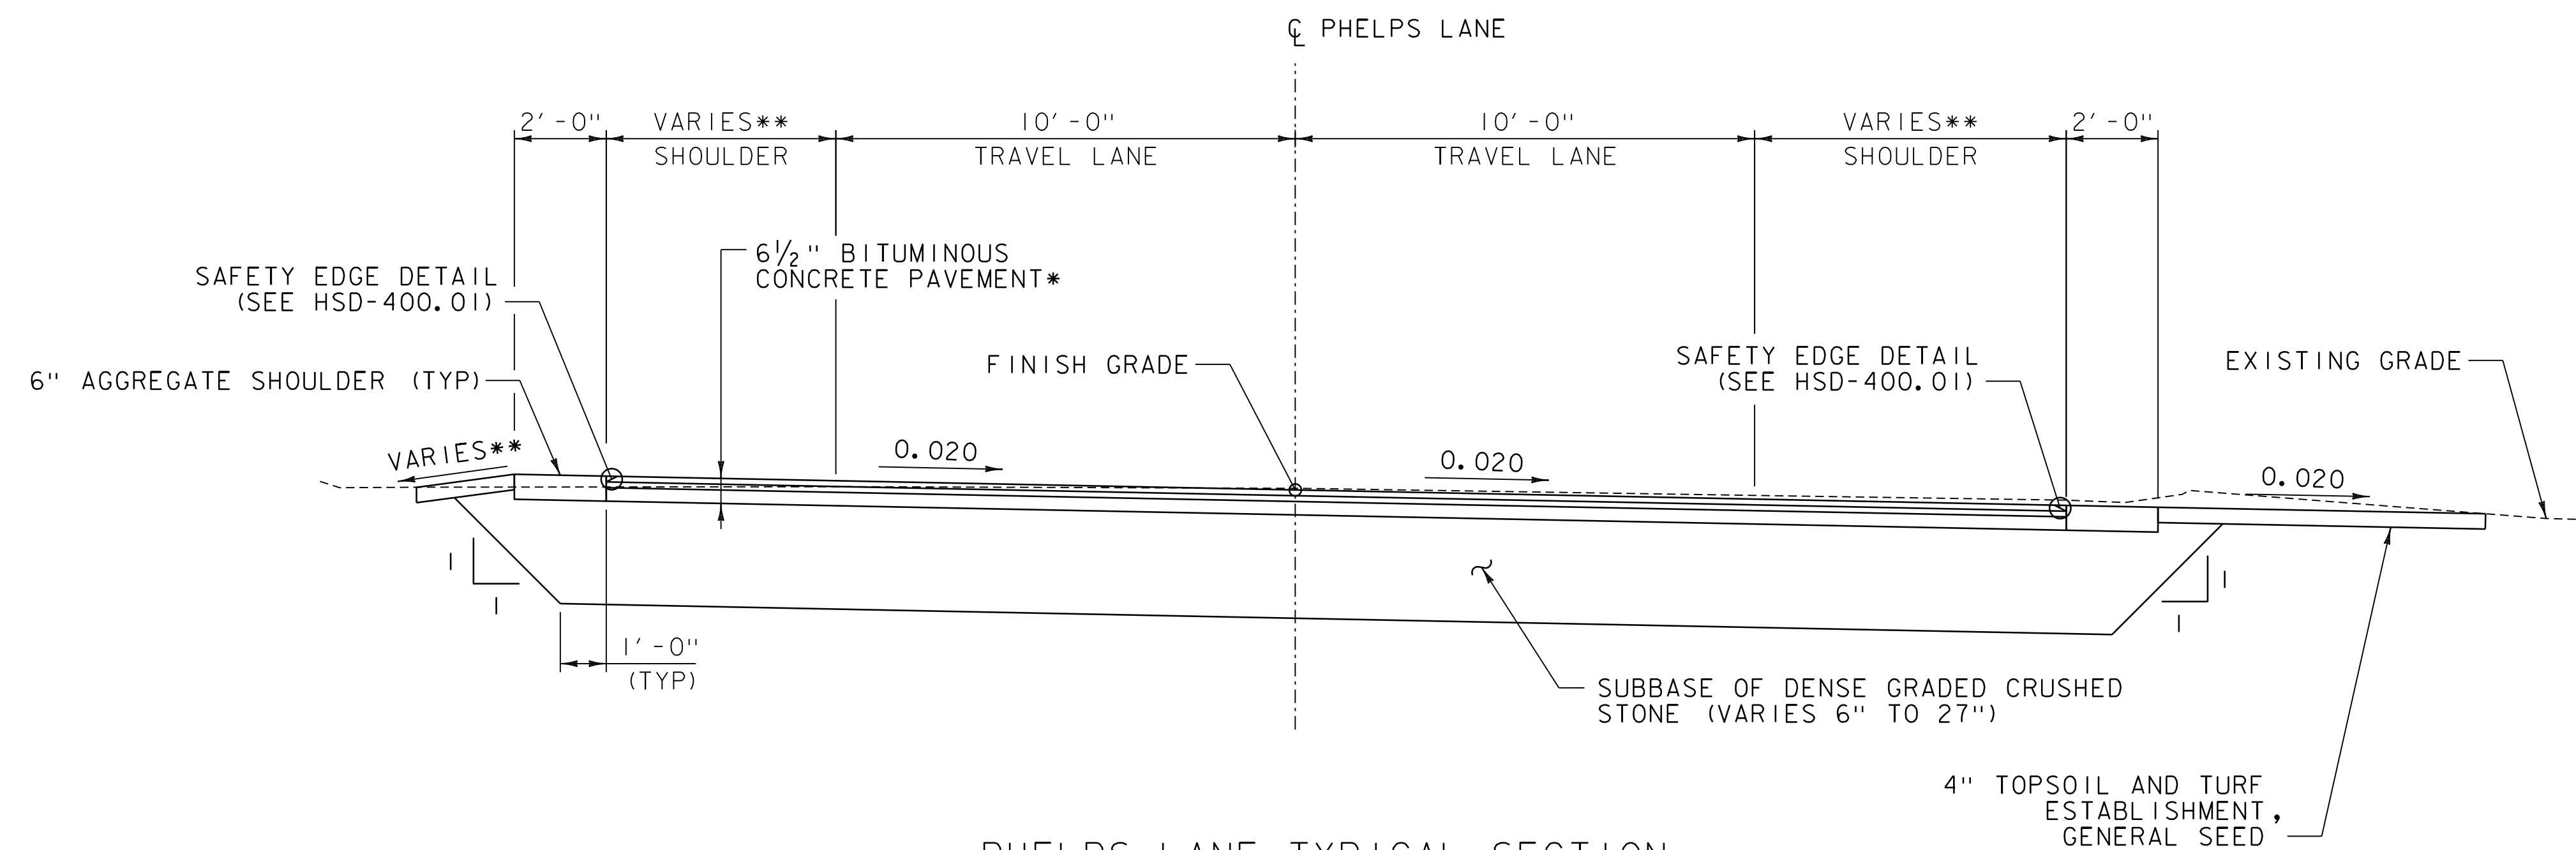 ℄ PHELPS LANE
2'-0"
VARIES**
10'-0"
10'-0"
VARIES**
2'-0"
SHOULDER
TRAVEL LANE
TRAVEL LANE
SHOULDER
6½" BITUMINOUS
CONCRETE PAVEMENT*
SAFETY EDGE DETAIL
(SEE HSD-400.01)
FINISH GRADE
SAFETY EDGE DETAIL
(SEE HSD-400.01)
EXISTING GRADE
6" AGGREGATE SHOULDER (TYP)
VARIES**
0.020
0.020
0.020
1
1
1
1
1'-0"
(TYP)
SUBBASE OF DENSE GRADED CRUSHED
STONE (VARIES 6" TO 27")
4" TOPSOIL AND TURF
ESTABLISHMENT,
GENERAL SEED
PHELPS LANE TYPICAL SECTION